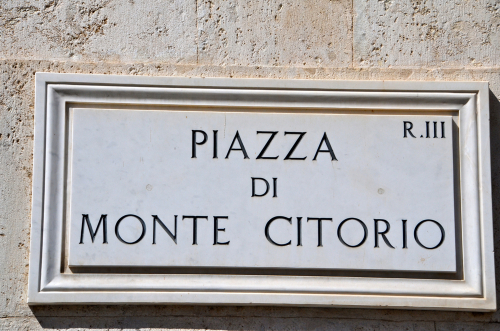 R.III
PIAZZA
DI
MONTE CITORIO